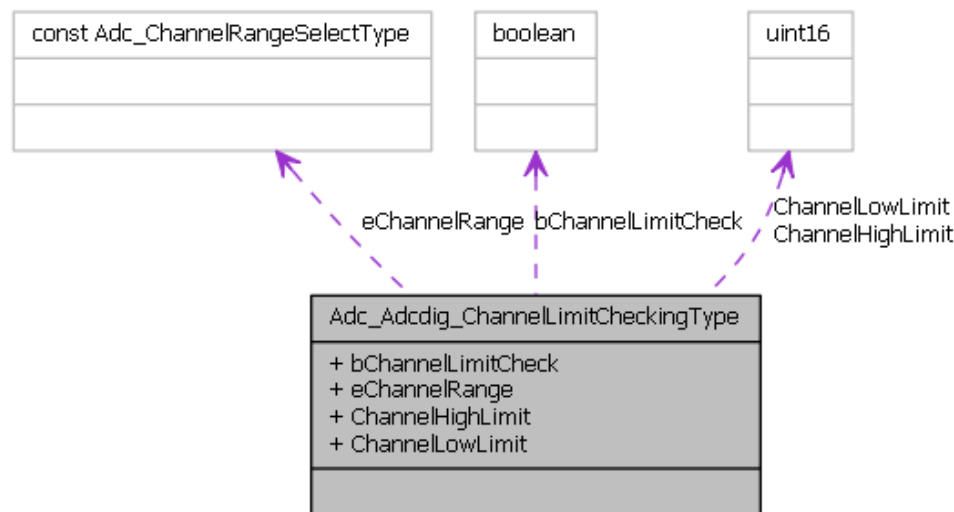 const Adc_ChannelRangeSelectType
boolean
uint16
eChannelRange
bChannelLimitCheck
ChannelLowLimit
ChannelHighLimit
Adc_Adcdig_ChannelLimitCheckingType
+ bChannelLimitCheck
+ eChannelRange
+ ChannelHighLimit
+ ChannelLowLimit